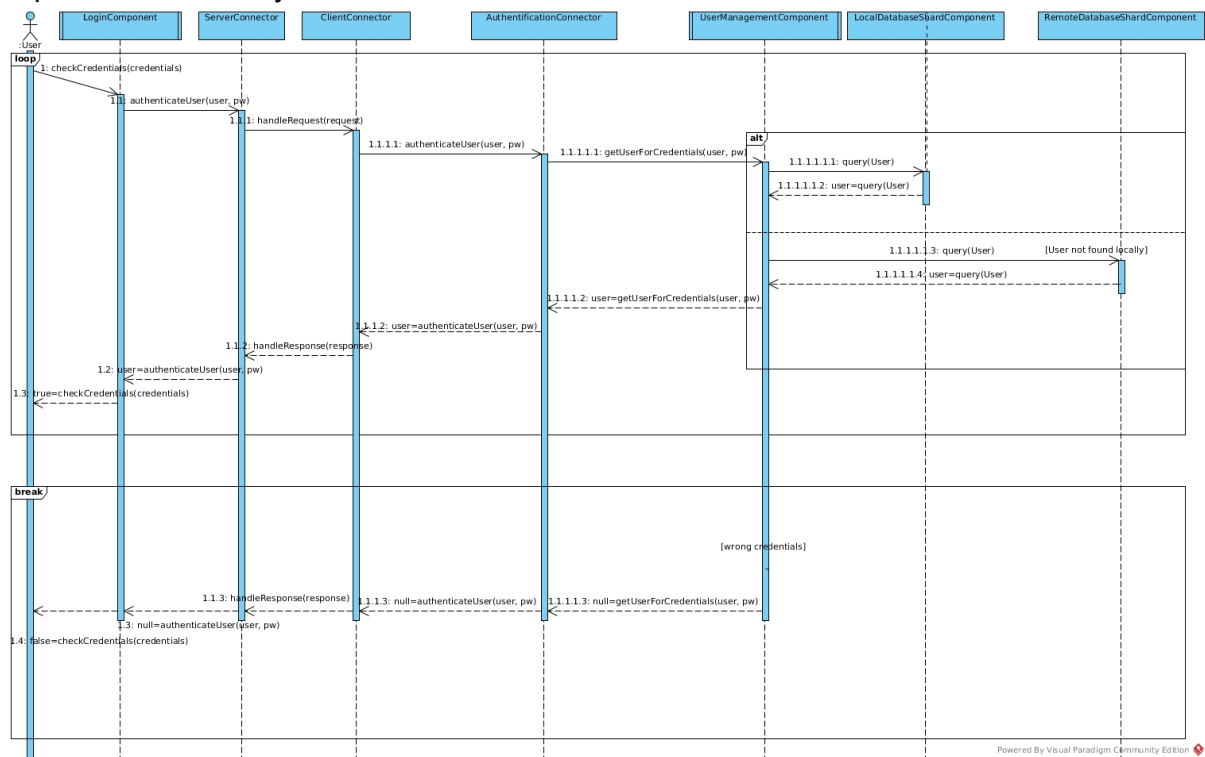 LoginComponent
ServerConnector
ClientConnector
AuthentificationConnector
UserManagementComponent
LocalDatabaseShardComponent
RemoteDatabaseShardComponent
:User
loop
1: checkCredentials(credentials)
1.1: authenticateUser(user, pw)
1.1.1: handleRequest(request)
alt
1.1.1.1: authenticateUser(user, pw)
1.1.1.1.1: getUserForCredentials(user, pw)
1.1.1.1.1.1: query(User)
1.1.1.1.1.2: user=query(User)
1.1.1.1.1.3: query(User)
[User not found locally]
1.1.1.1.1.4: user=query(User)
1.1.1.1.2: user=getUserForCredentials(user, pw)
1.1.1.2: user=authenticateUser(user, pw)
1.1.2: handleResponse(response)
1.2: user=authenticateUser(user, pw)
1.3: true=checkCredentials(credentials)
break
[wrong credentials]
1.1.3: handleResponse(response)
1.1.1.3: null=authenticateUser(user, pw)
1.1.1.1.3: null=getUserForCredentials(user, pw)
1.3: null=authenticateUser(user, pw)
1.4: false=checkCredentials(credentials)
Powered By Visual Paradigm Community Edition